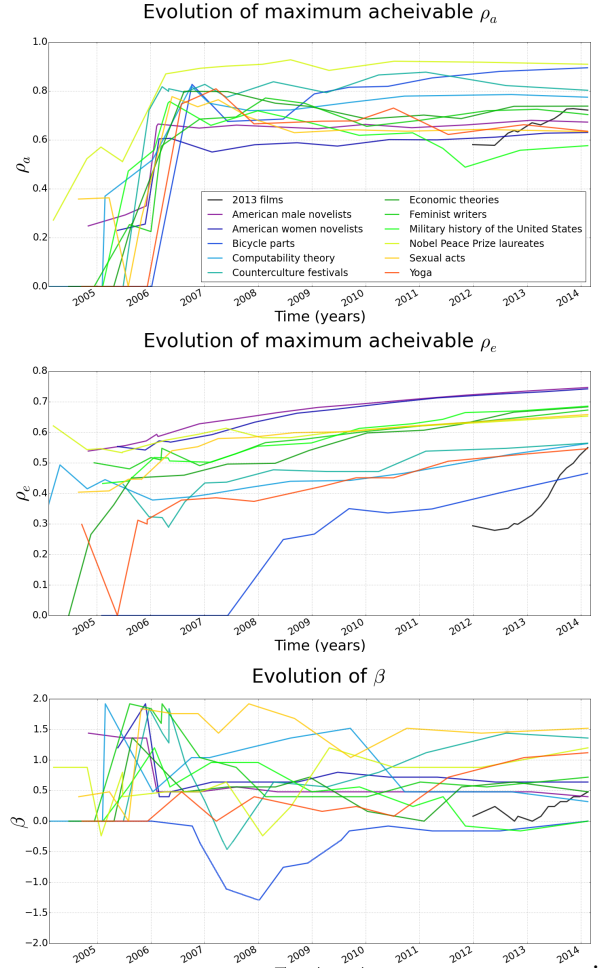 Evolution of maximum acheivable ρₐ
1.0
0.8
0.6
0.4
0.2
0.0
ρₐ
2013 films
American male novelists
American women novelists
Bicycle parts
Computability theory
Counterculture festivals
Economic theories
Feminist writers
Military history of the United States
Nobel Peace Prize laureates
Sexual acts
Yoga
2005 2006 2007 2008 2009 2010 2011 2012 2013 2014
Time (years)
Evolution of maximum acheivable ρₑ
0.8
0.7
0.6
0.5
0.4
0.3
0.2
0.1
0.0
ρₑ
2005 2006 2007 2008 2009 2010 2011 2012 2013 2014
Time (years)
Evolution of β
2.0
1.5
1.0
0.5
0.0
−0.5
−1.0
−1.5
−2.0
β
2005 2006 2007 2008 2009 2010 2011 2012 2013 2014